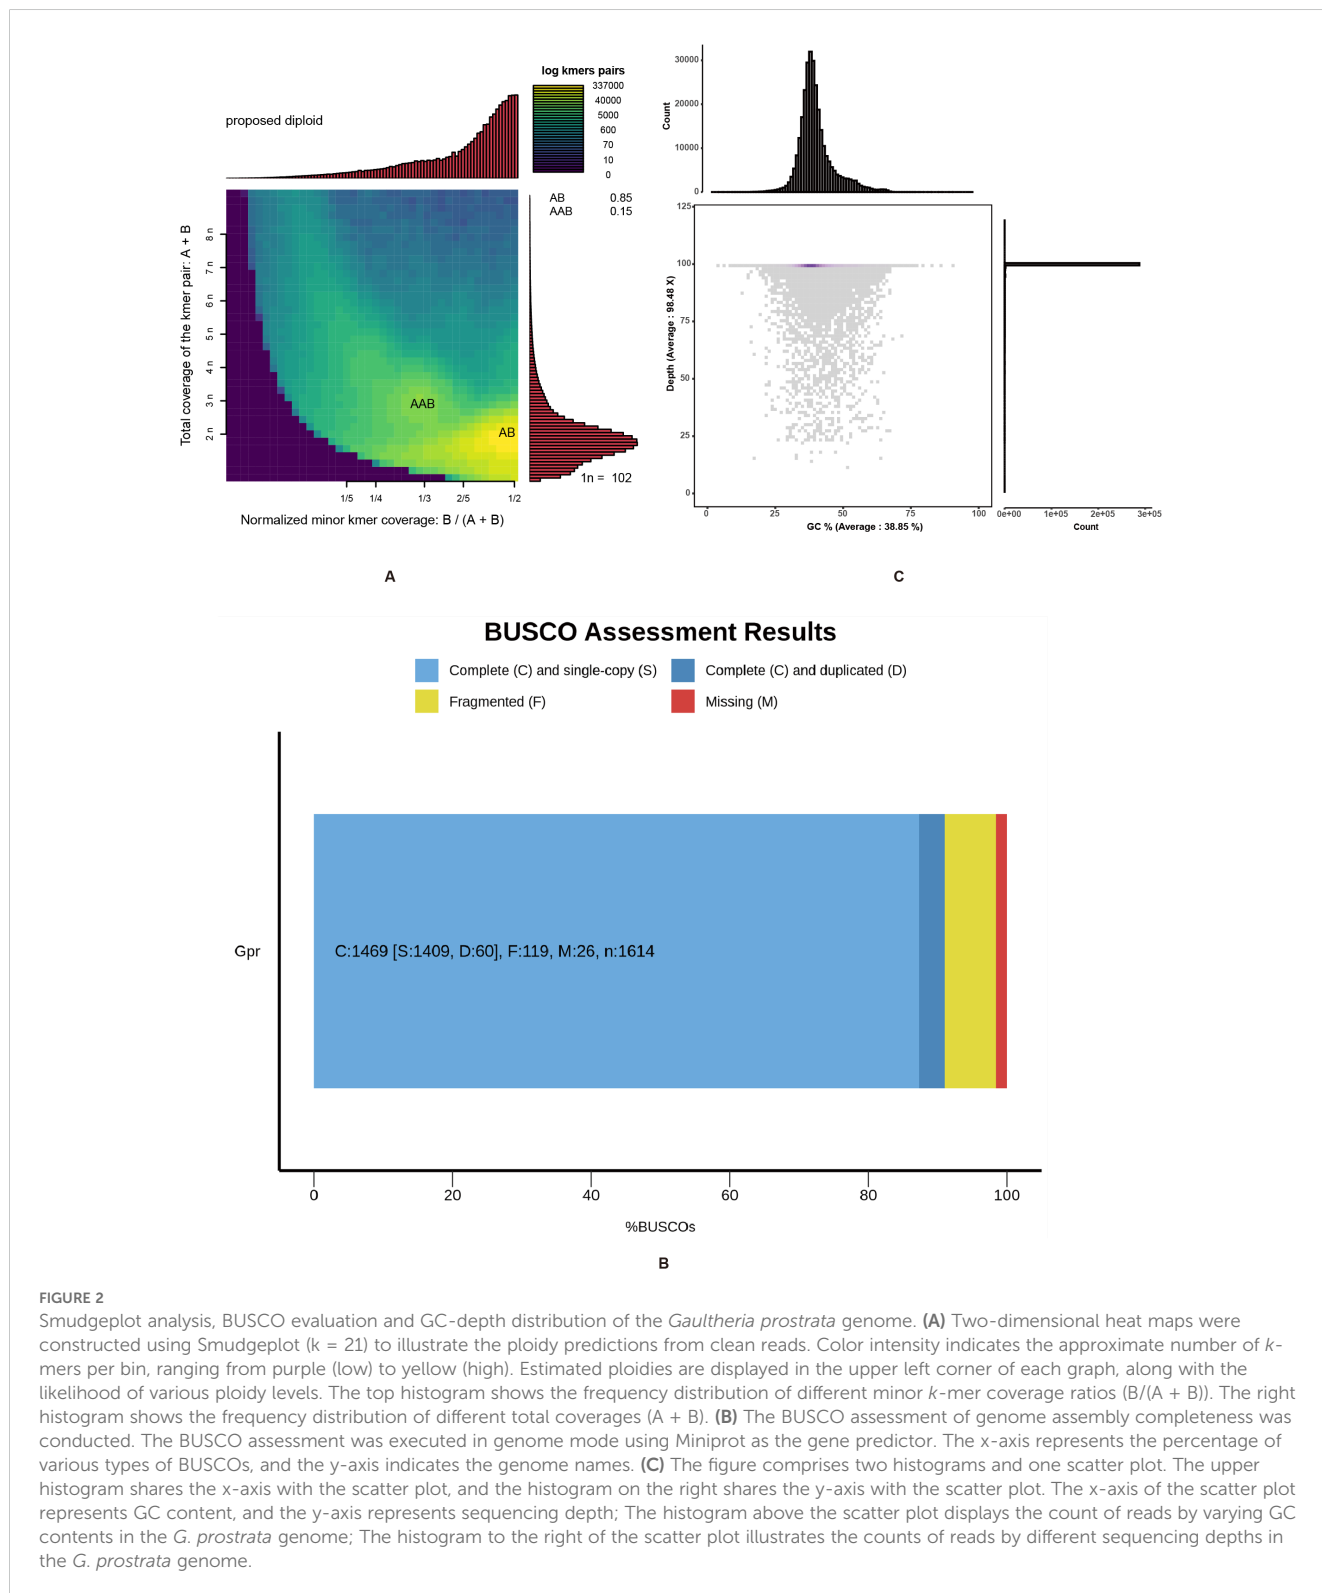 log kmers pairs
337000
40000
5000
600
70
10
0
proposed diploid
AB 0.85
AAB 0.15
Total coverage of the kmer pair: A + B
8 n
7 n
6 n
5 n
4 n
3 n
2 n
AAB
AB
1n = 102
1/5 1/4 1/3 2/5 1/2
Normalized minor kmer coverage: B / (A + B)
A
Count
30000
20000
10000
0
Depth (Average : 98.48 X)
125
100
75
50
25
0
0 25 50 75 100
GC % (Average : 38.85 %)
0e+00 1e+05 2e+05 3e+05
Count
C
BUSCO Assessment Results
Complete (C) and single-copy (S) Complete (C) and duplicated (D)
Fragmented (F) Missing (M)
Gpr
C:1469 [S:1409, D:60], F:119, M:26, n:1614
0 20 40 60 80 100
%BUSCOs
B
FIGURE 2
Smudgeplot analysis, BUSCO evaluation and GC-depth distribution of the Gaultheria prostrata genome. (A) Two-dimensional heat maps were
constructed using Smudgeplot (k = 21) to illustrate the ploidy predictions from clean reads. Color intensity indicates the approximate number of k-
mers per bin, ranging from purple (low) to yellow (high). Estimated ploidies are displayed in the upper left corner of each graph, along with the
likelihood of various ploidy levels. The top histogram shows the frequency distribution of different minor k-mer coverage ratios (B/(A + B)). The right
histogram shows the frequency distribution of different total coverages (A + B). (B) The BUSCO assessment of genome assembly completeness was
conducted. The BUSCO assessment was executed in genome mode using Miniprot as the gene predictor. The x-axis represents the percentage of
various types of BUSCOs, and the y-axis indicates the genome names. (C) The figure comprises two histograms and one scatter plot. The upper
histogram shares the x-axis with the scatter plot, and the histogram on the right shares the y-axis with the scatter plot. The x-axis of the scatter plot
represents GC content, and the y-axis represents sequencing depth; The histogram above the scatter plot displays the count of reads by varying GC
contents in the G. prostrata genome; The histogram to the right of the scatter plot illustrates the counts of reads by different sequencing depths in
the G. prostrata genome.